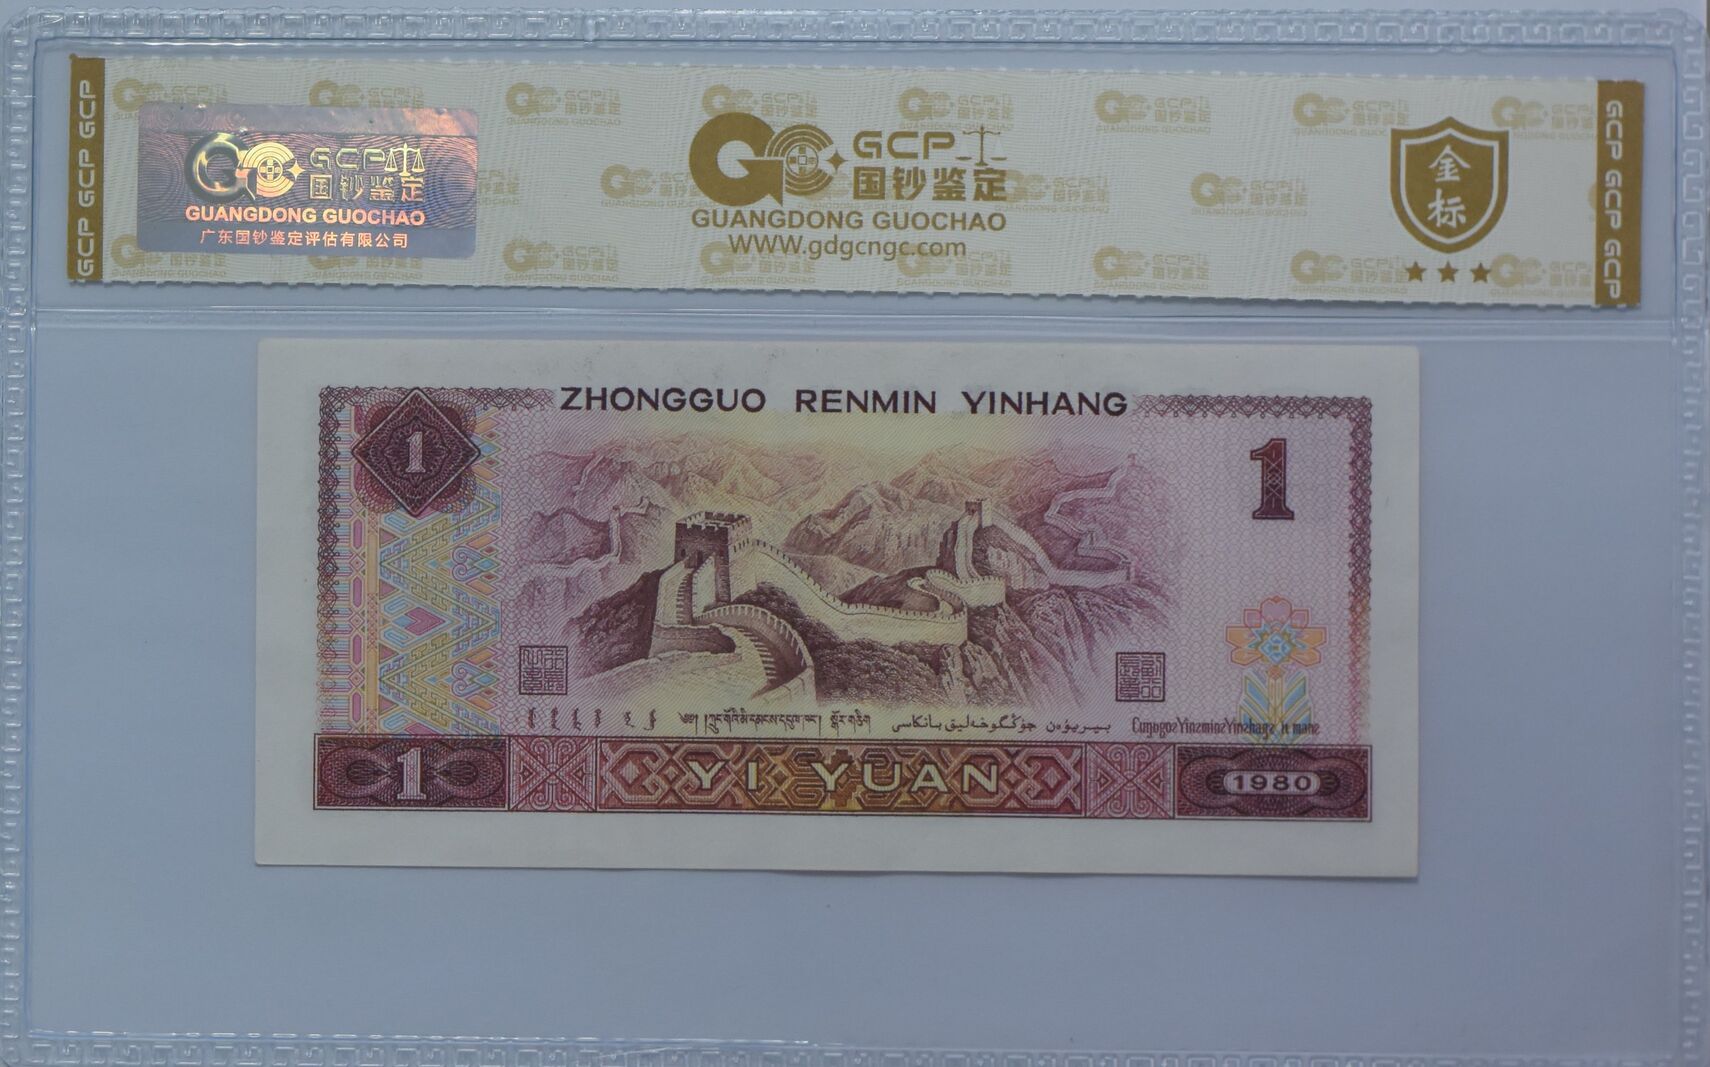 GCP GCP GCP
GCP
国钞鉴定
GUANGDONG GUOCHAO
广东国钞鉴定评估有限公司
GCP
国钞鉴定
GUANGDONG GUOCHAO
WWW.gdgcngc.com
金
标
GCP GCP GCP
ZHONGGUO RENMIN YINHANG
1
1
1
YI YUAN
1980